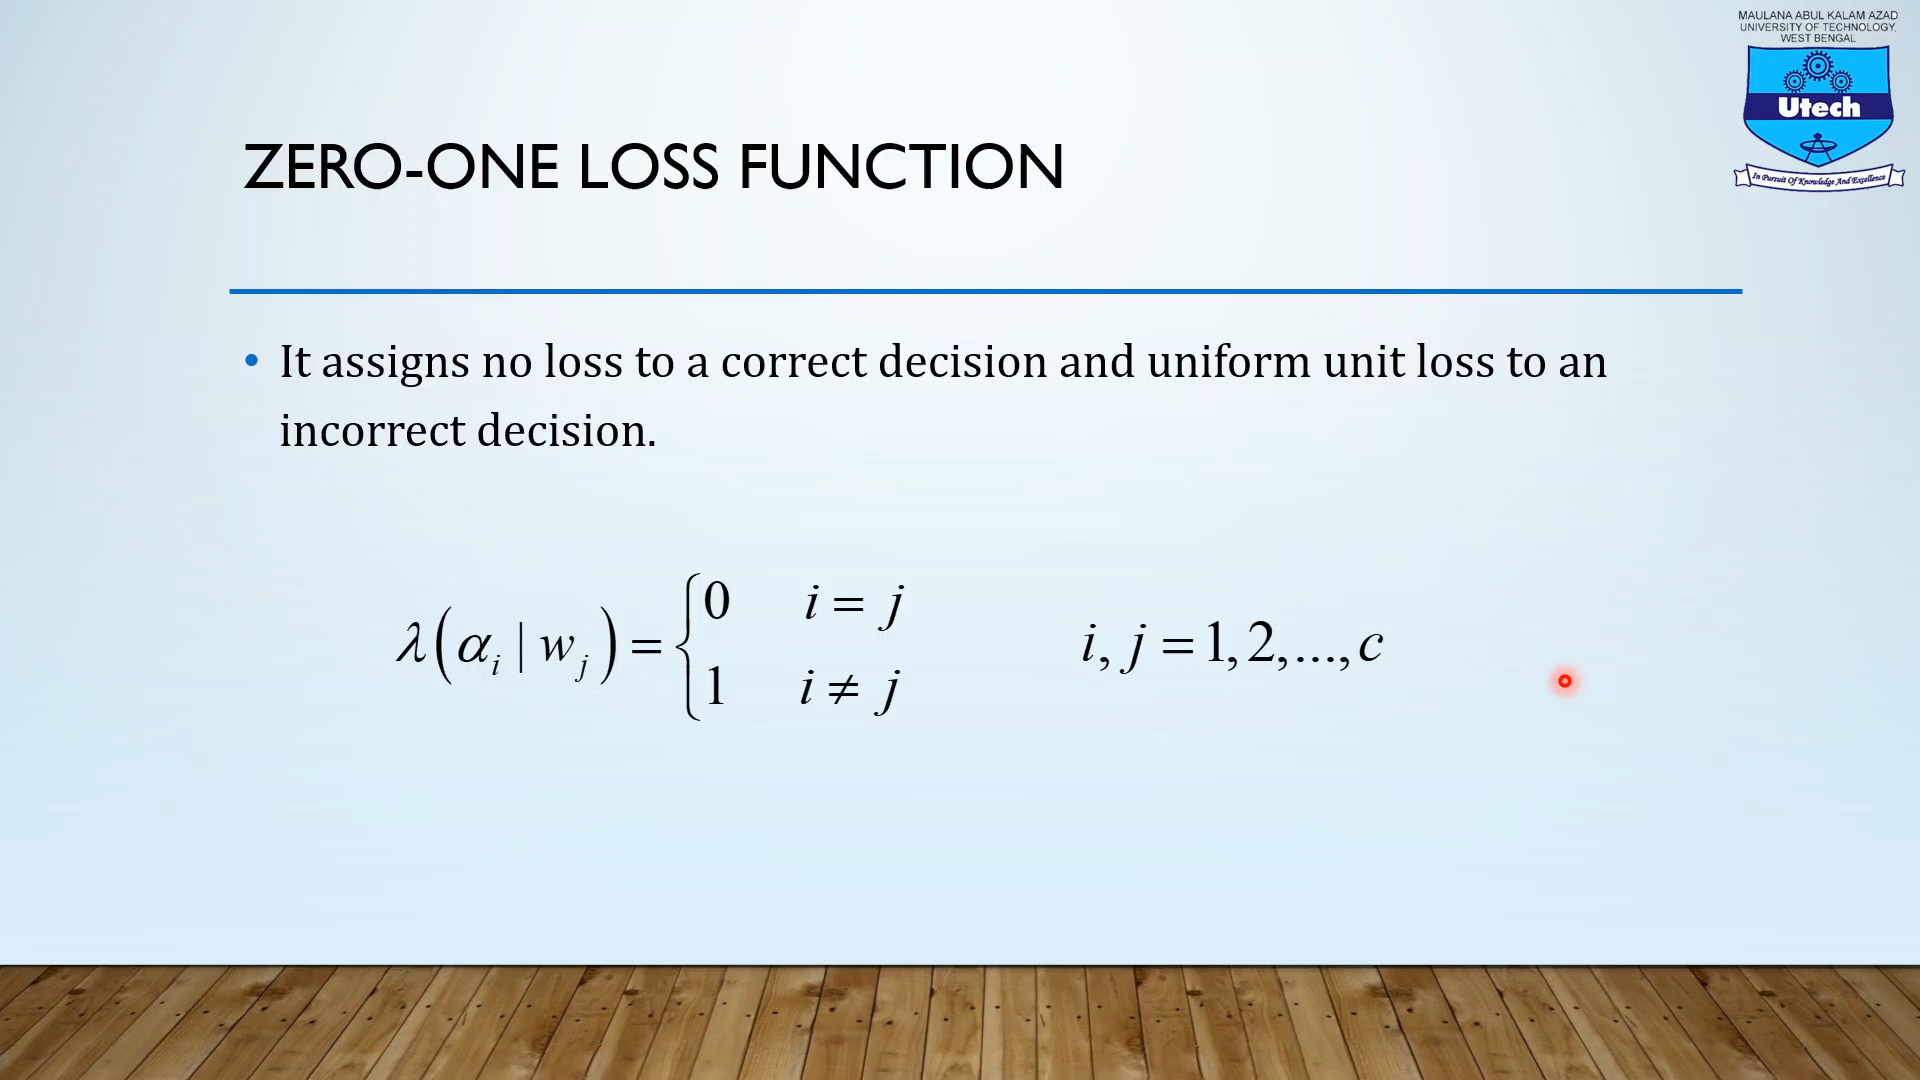 MAULANA ABUL KALAM AZAD
UNIVERSITY OF TECHNOLOGY,
WEST BENGAL
Utech
In Pursuit Of Knowledge And Excellence
ZERO-ONE LOSS FUNCTION
• It assigns no loss to a correct decision and uniform unit loss to an
incorrect decision.
λ(αᵢ | wⱼ) = { 0 i = j
1 i ≠ j
i, j = 1, 2, ..., c